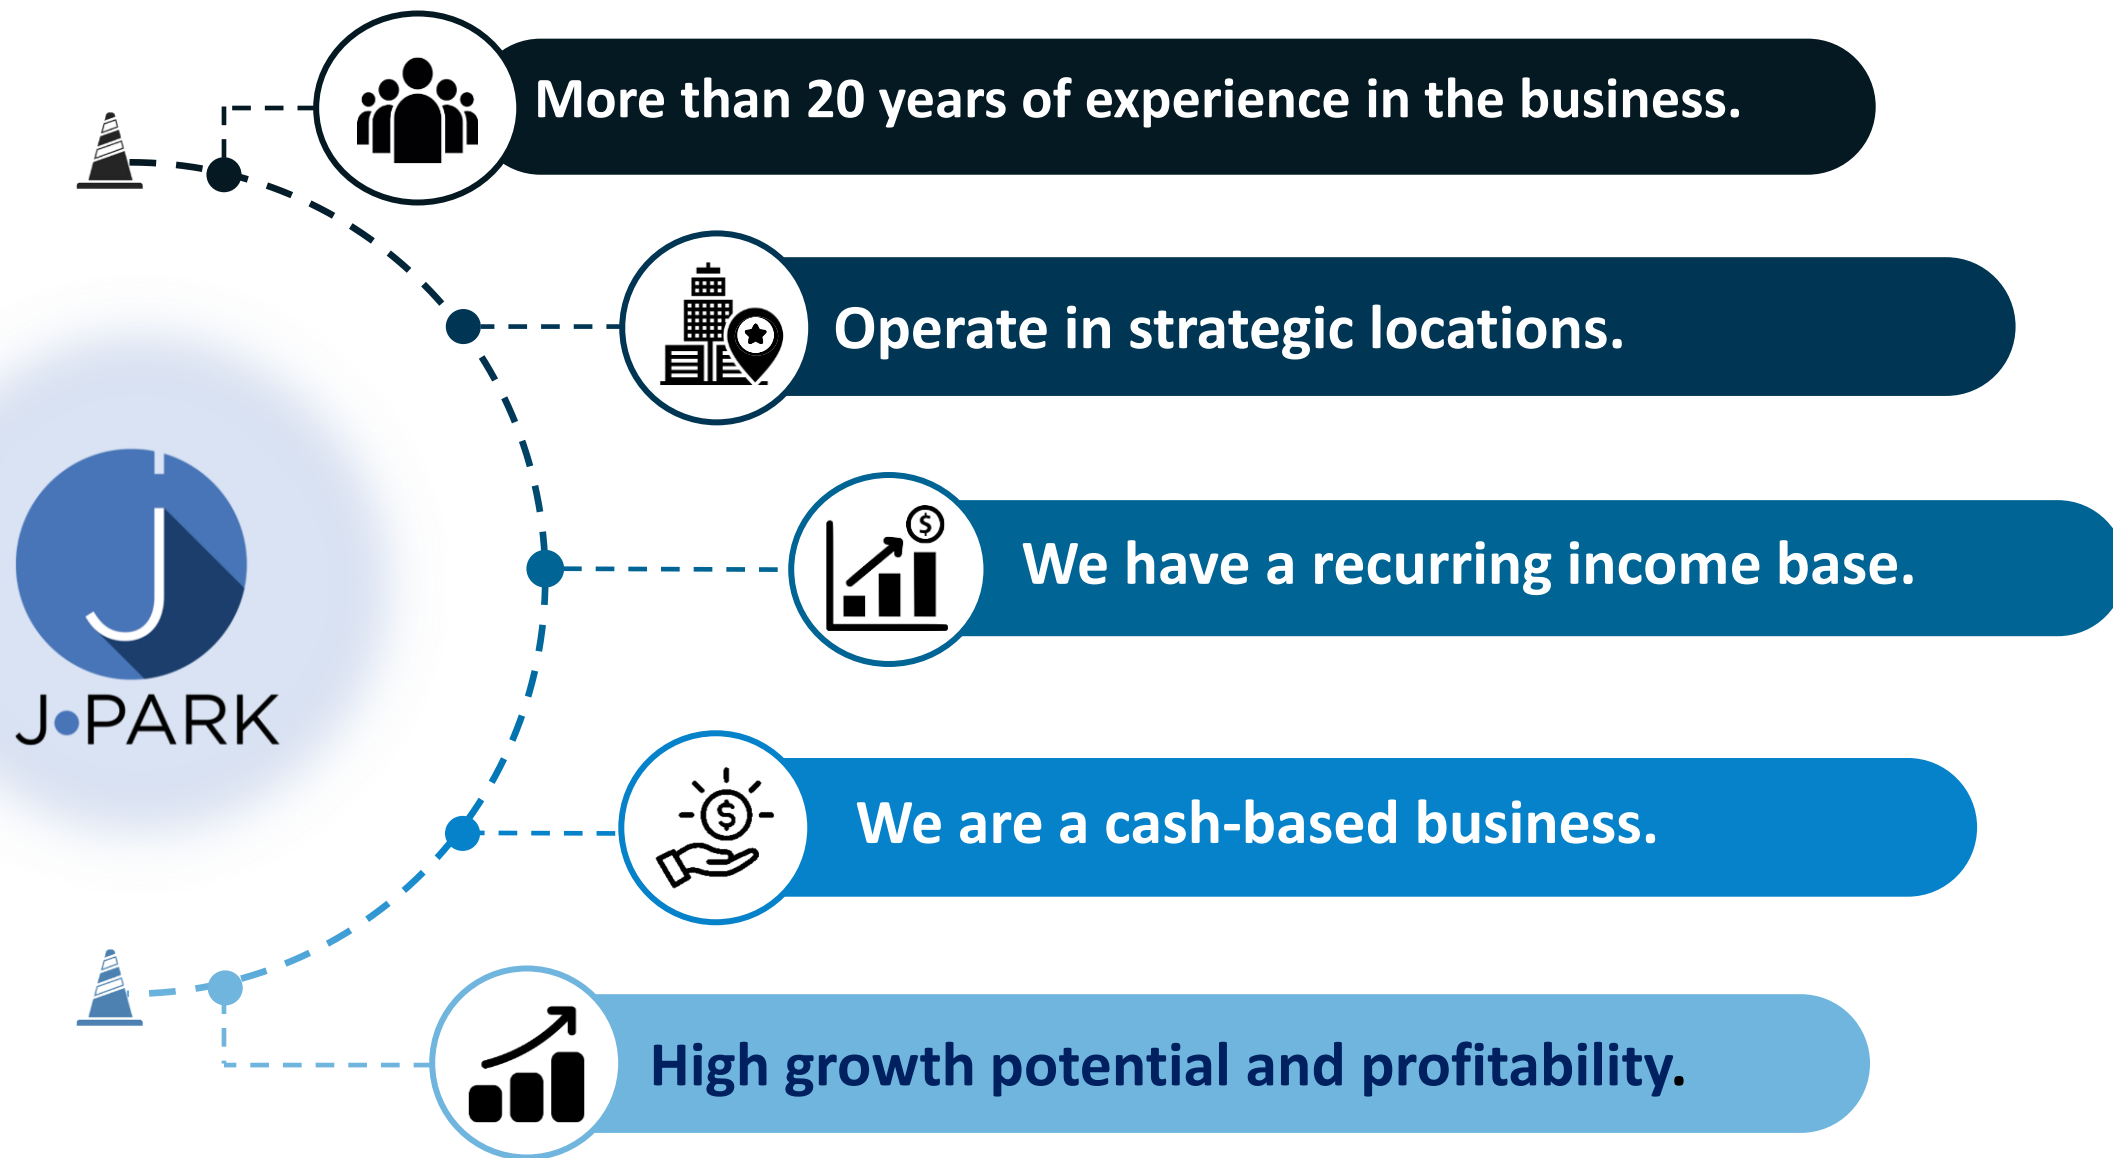 More than 20 years of experience in the business.
Operate in strategic locations.
We have a recurring income base.
J•PARK
We are a cash-based business.
High growth potential and profitability.